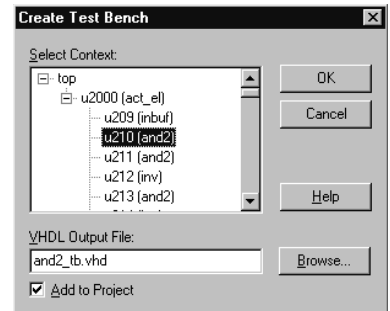 Create Test Bench
Select Context:
top
u2000 (act_el)
u209 (inbuf)
u210 (and2)
u211 (and2)
u212 (inv)
u213 (and2)
OK
Cancel
Help
VHDL Output File:
and2_tb.vhd
Browse...
Add to Project